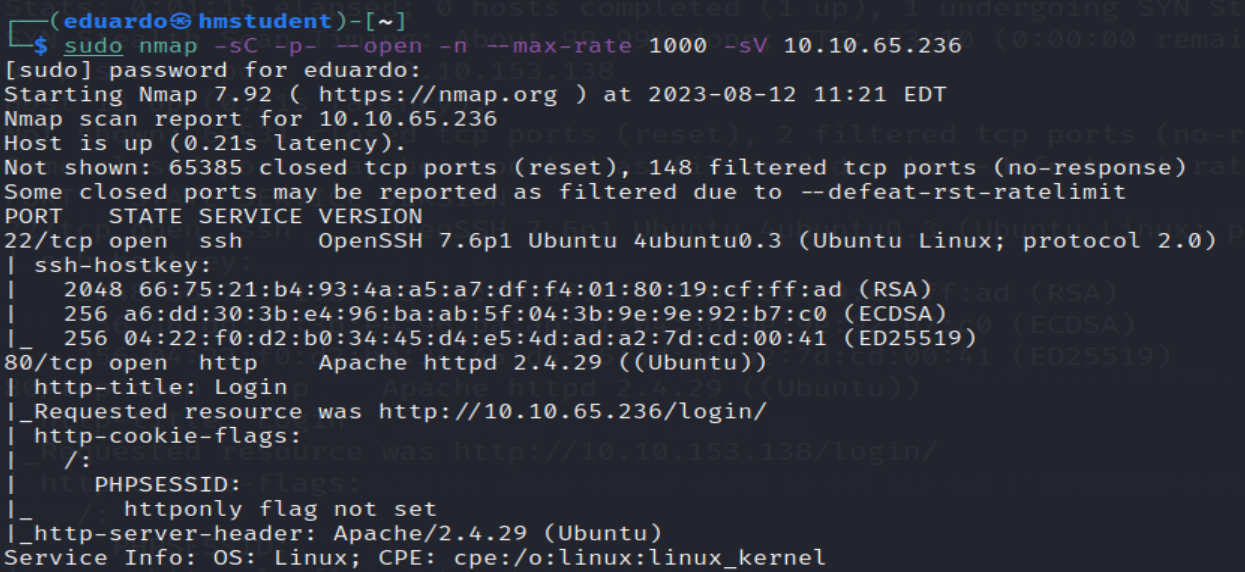 ┌──(eduardo㉿hmstudent)-[~]
└─$ sudo nmap -sC -p- --open -n --max-rate 1000 -sV 10.10.65.236
[sudo] password for eduardo:
Starting Nmap 7.92 ( https://nmap.org ) at 2023-08-12 11:21 EDT
Nmap scan report for 10.10.65.236
Host is up (0.21s latency).
Not shown: 65385 closed tcp ports (reset), 148 filtered tcp ports (no-response)
Some closed ports may be reported as filtered due to --defeat-rst-ratelimit
PORT   STATE SERVICE VERSION
22/tcp open  ssh     OpenSSH 7.6p1 Ubuntu 4ubuntu0.3 (Ubuntu Linux; protocol 2.0)
| ssh-hostkey:
|   2048 66:75:21:b4:93:4a:a5:a7:df:f4:01:80:19:cf:ff:ad (RSA)
|   256 a6:dd:30:3b:e4:96:ba:ab:5f:04:3b:9e:9e:92:b7:c0 (ECDSA)
|_  256 04:22:f0:d2:b0:34:45:d4:e5:4d:ad:a2:7d:cd:00:41 (ED25519)
80/tcp open  http    Apache httpd 2.4.29 ((Ubuntu))
| http-title: Login
|_Requested resource was http://10.10.65.236/login/
| http-cookie-flags:
|   /:
|     PHPSESSID:
|_      httponly flag not set
|_http-server-header: Apache/2.4.29 (Ubuntu)
Service Info: OS: Linux; CPE: cpe:/o:linux:linux_kernel